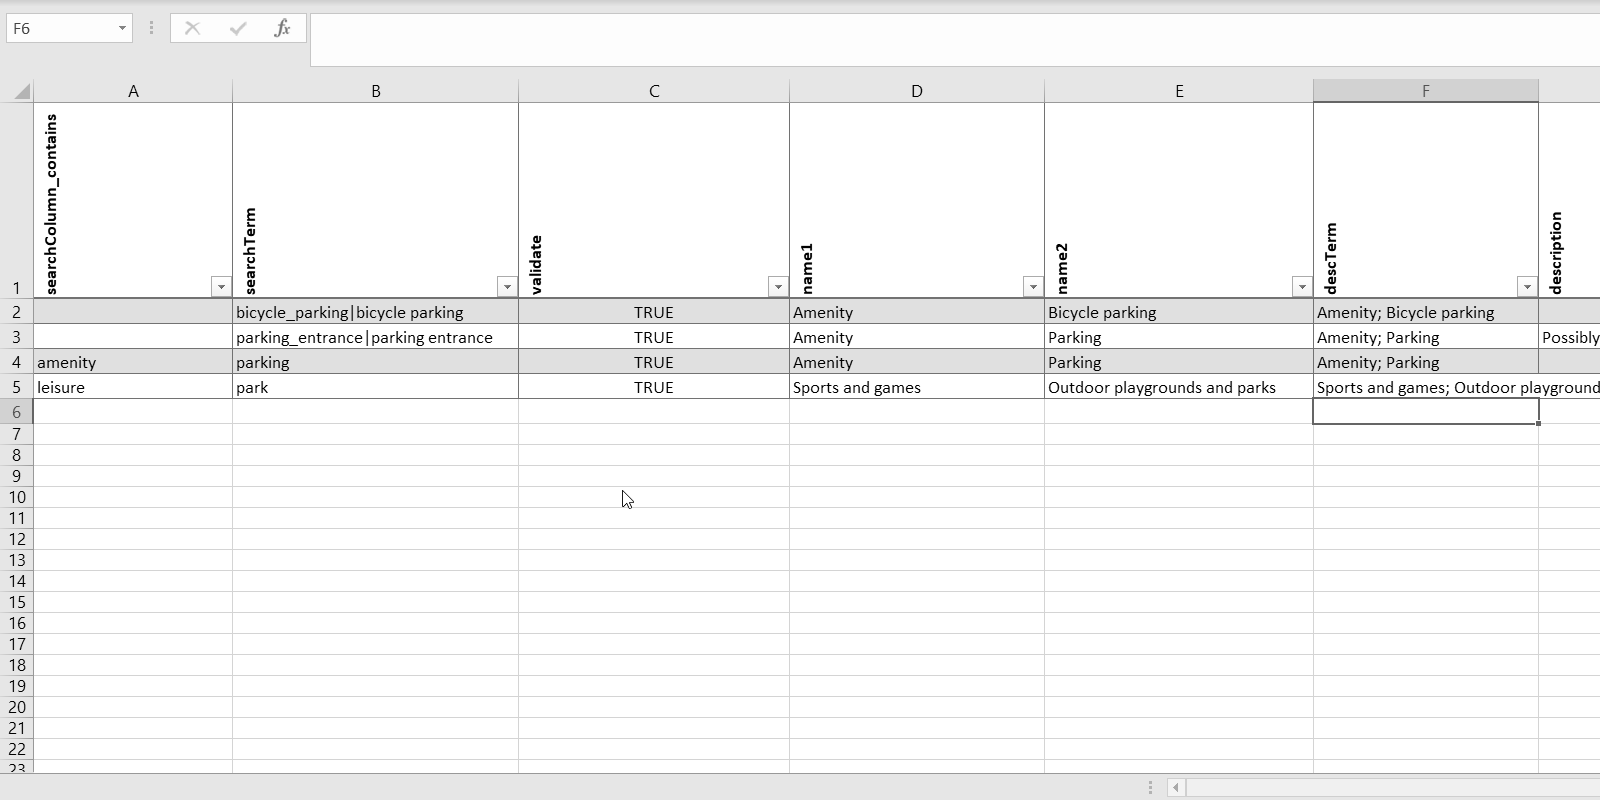 F6
fx
A B C D E F
1 searchColumn_contains searchTerm validate name1 name2 descTerm description
2 bicycle_parking|bicycle parking TRUE Amenity Bicycle parking Amenity; Bicycle parking
3 parking_entrance|parking entrance TRUE Amenity Parking Amenity; Parking Possibly
4 amenity parking TRUE Amenity Parking Amenity; Parking
5 leisure park TRUE Sports and games Outdoor playgrounds and parks Sports and games; Outdoor playground
6
7
8
9
10
11
12
13
14
15
16
17
18
19
20
21
22
23